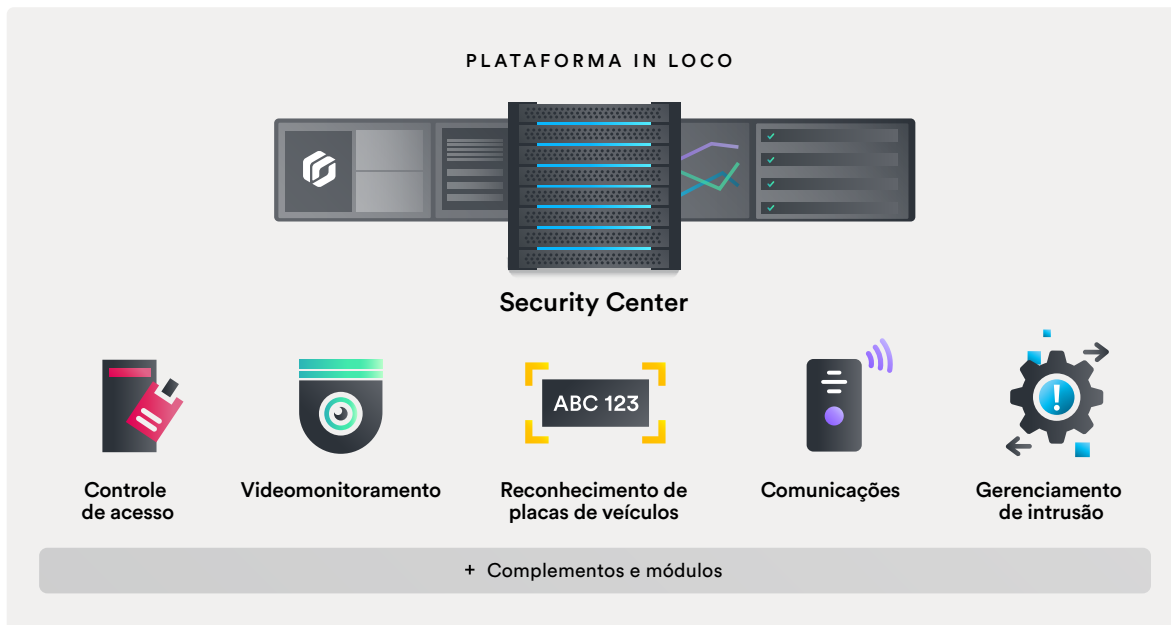 PLATAFORMA IN LOCO
Security Center
ABC 123
Controle
de acesso
Videomonitoramento
Reconhecimento de
placas de veículos
Comunicações
Gerenciamento
de intrusão
+ Complementos e módulos